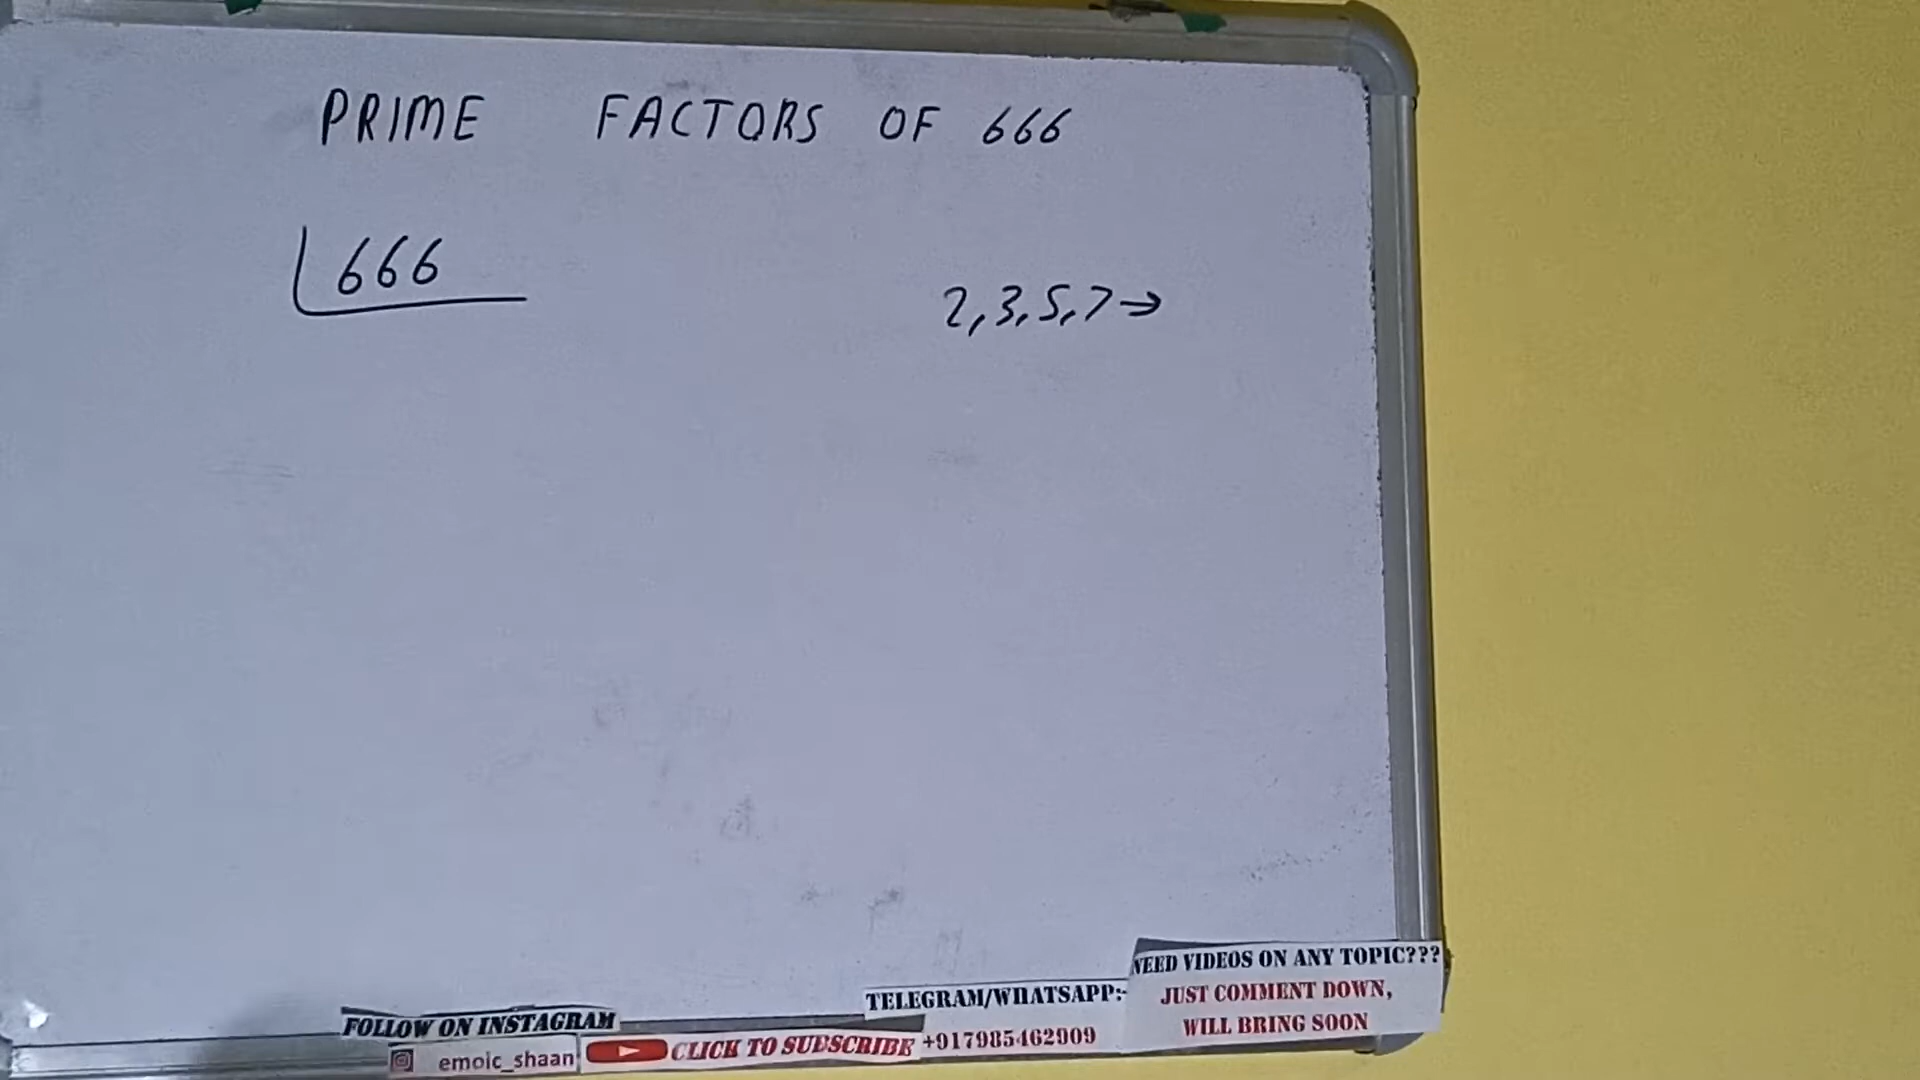 PRIME FACTORS OF 666
666
2,3,5,7→
NEED VIDEOS ON ANY TOPIC???
JUST COMMENT DOWN,
WILL BRING SOON
TELEGRAM/WHATSAPP:-
+917985462909
FOLLOW ON INSTAGRAM
emoic_shaan
CLICK TO SUBSCRIBE